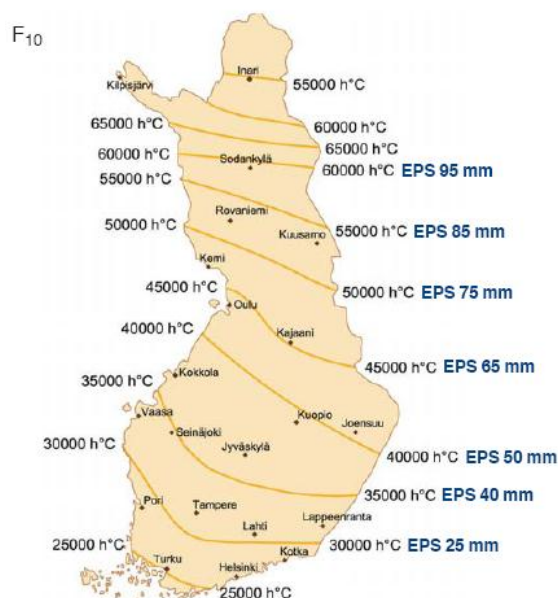 F10
Inari
Kilpisjärvi
55000 h°C
60000 h°C
65000 h°C
65000 h°C
60000 h°C
Sodankylä
60000 h°C EPS 95 mm
55000 h°C
Rovaniemi
50000 h°C
Kuusamo
55000 h°C EPS 85 mm
Kemi
45000 h°C
50000 h°C EPS 75 mm
Oulu
40000 h°C
Kajaani
45000 h°C EPS 65 mm
Kokkola
35000 h°C
Vaasa
Kuopio
Seinäjoki
Joensuu
30000 h°C
Jyväskylä
40000 h°C EPS 50 mm
35000 h°C EPS 40 mm
Pori
Tampere
Lappeenranta
Lahti
25000 h°C
30000 h°C EPS 25 mm
Kotka
Turku
Helsinki
25000 h°C